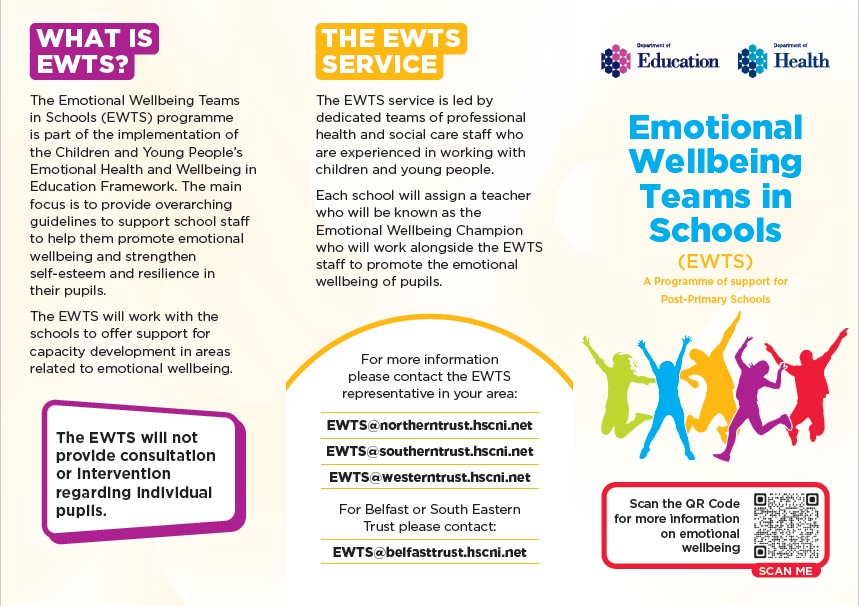 WHAT IS
EWTS?
The Emotional Wellbeing Teams
in Schools (EWTS) programme
is part of the implementation of
the Children and Young People's
Emotional Health and Wellbeing in
Education Framework. The main
focus is to provide overarching
guidelines to support school staff
to help them promote emotional
wellbeing and strengthen
self-esteem and resilience in
their pupils.
The EWTS will work with the
schools to offer support for
capacity development in areas
related to emotional wellbeing.
The EWTS will not
provide consultation
or intervention
regarding individual
pupils.
THE EWTS
SERVICE
The EWTS service is led by
dedicated teams of professional
health and social care staff who
are experienced in working with
children and young people.
Each school will assign a teacher
who will be known as the
Emotional Wellbeing Champion
who will work alongside the EWTS
staff to promote the emotional
wellbeing of pupils.
For more information
please contact the EWTS
representative in your area:
EWTS@northerntrust.hscni.net
EWTS@southerntrust.hscni.net
EWTS@westerntrust.hscni.net
For Belfast or South Eastern
Trust please contact:
EWTS@belfasttrust.hscni.net
Department of
Education
Department of
Health
Emotional
Wellbeing
Teams in
Schools
(EWTS)
A Programme of support for
Post-Primary Schools
Scan the QR Code
for more information
on emotional
wellbeing
SCAN ME